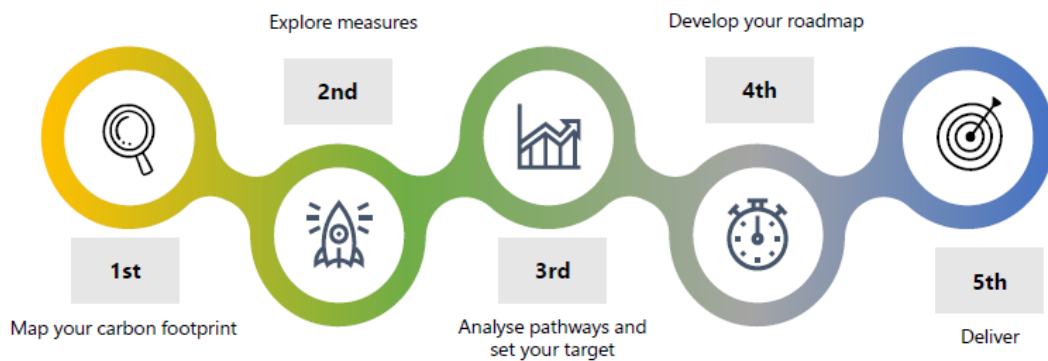 Explore measures
Develop your roadmap
2nd
4th
1st
3rd
5th
Map your carbon footprint
Analyse pathways and
set your target
Deliver